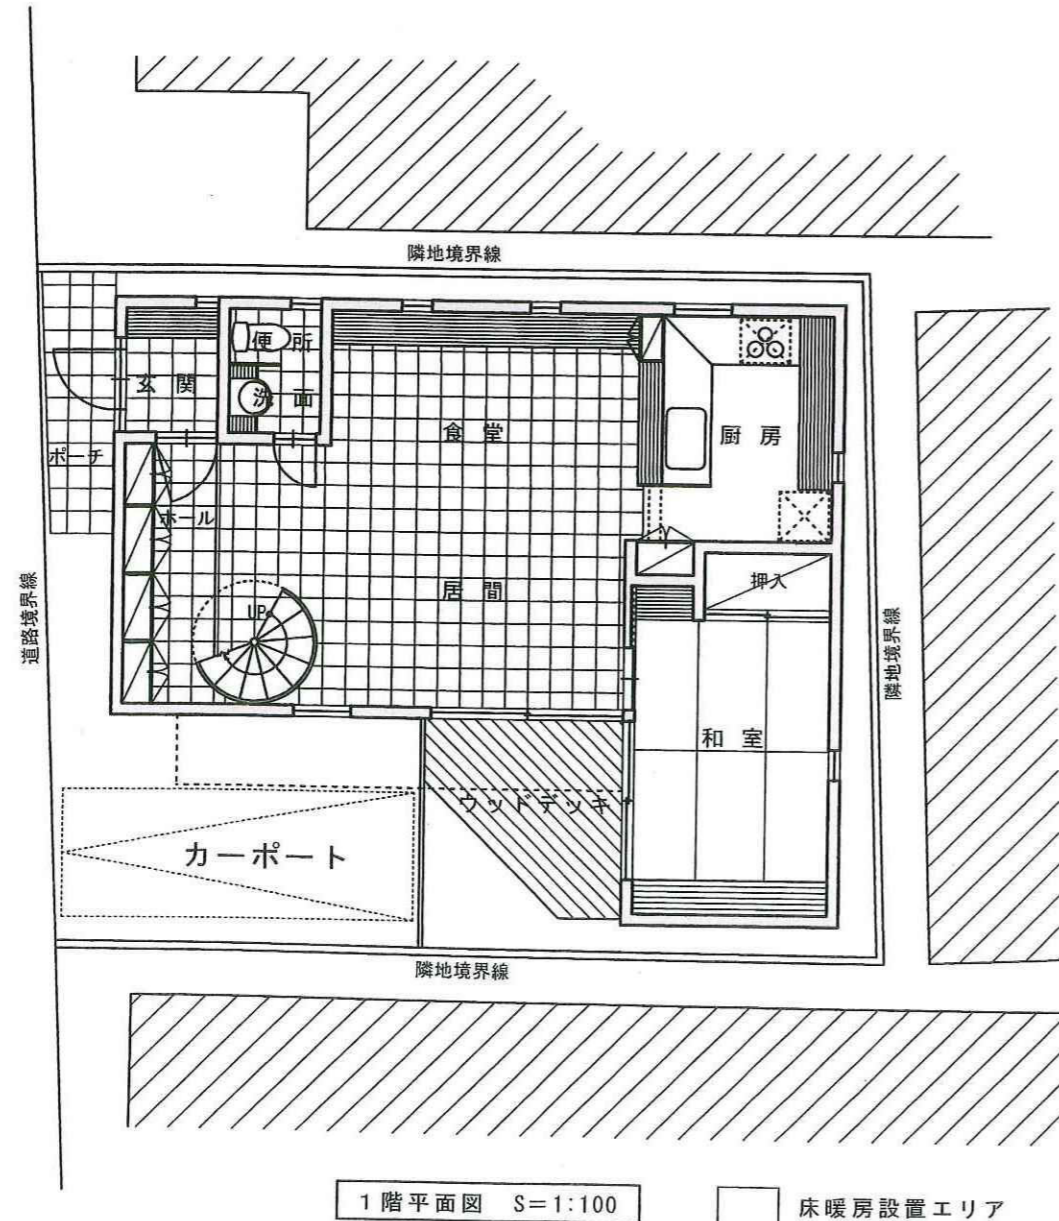 隣地境界線
便 所
玄 関
洗 面
食 堂
厨 房
ポーチ
ホール
居 間
押入
UP
道路境界線
隣地境界線
和 室
ウッドデッキ
カーポート
隣地境界線
1階平面図 S=1:100
床暖房設置エリア